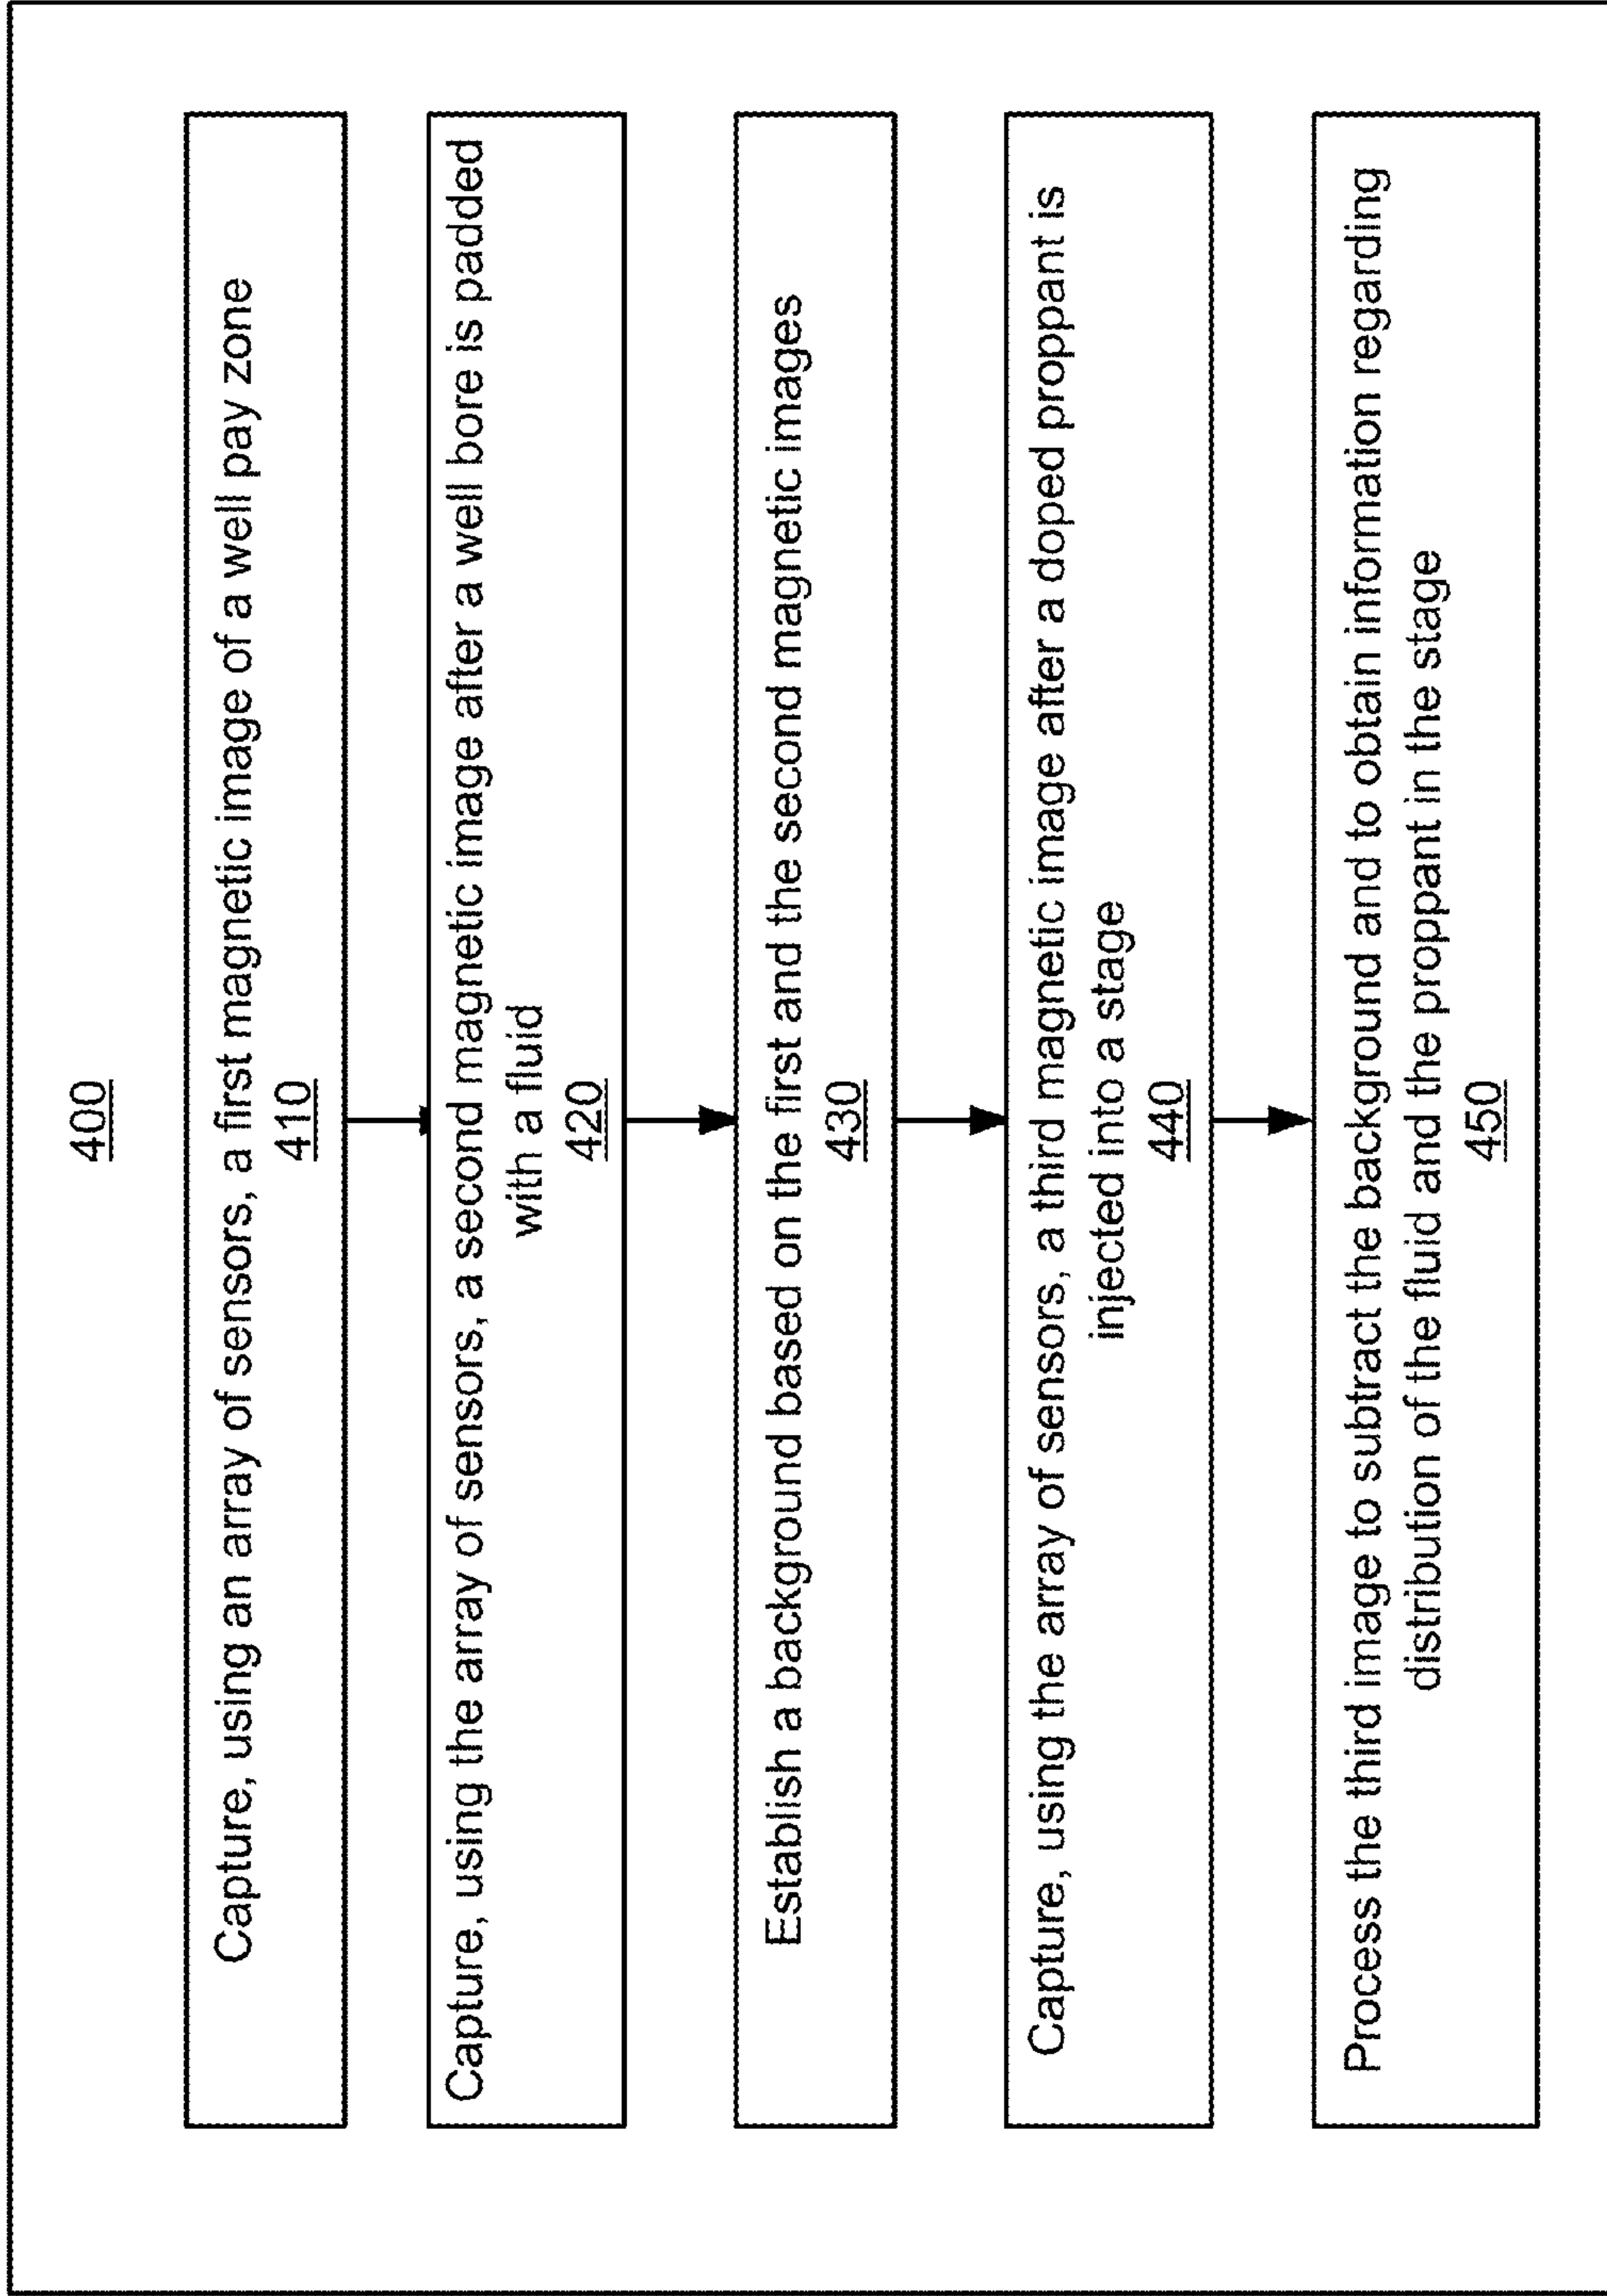 400
Capture, using an array of sensors, a first magnetic image of a well pay zone
410
Capture, using the array of sensors, a second magnetic image after a well bore is padded
with a fluid
420
Establish a background based on the first and the second magnetic images
430
Capture, using the array of sensors, a third magnetic image after a doped proppant is
injected into a stage
440
Process the third image to subtract the background and to obtain information regarding
distribution of the fluid and the proppant in the stage
450